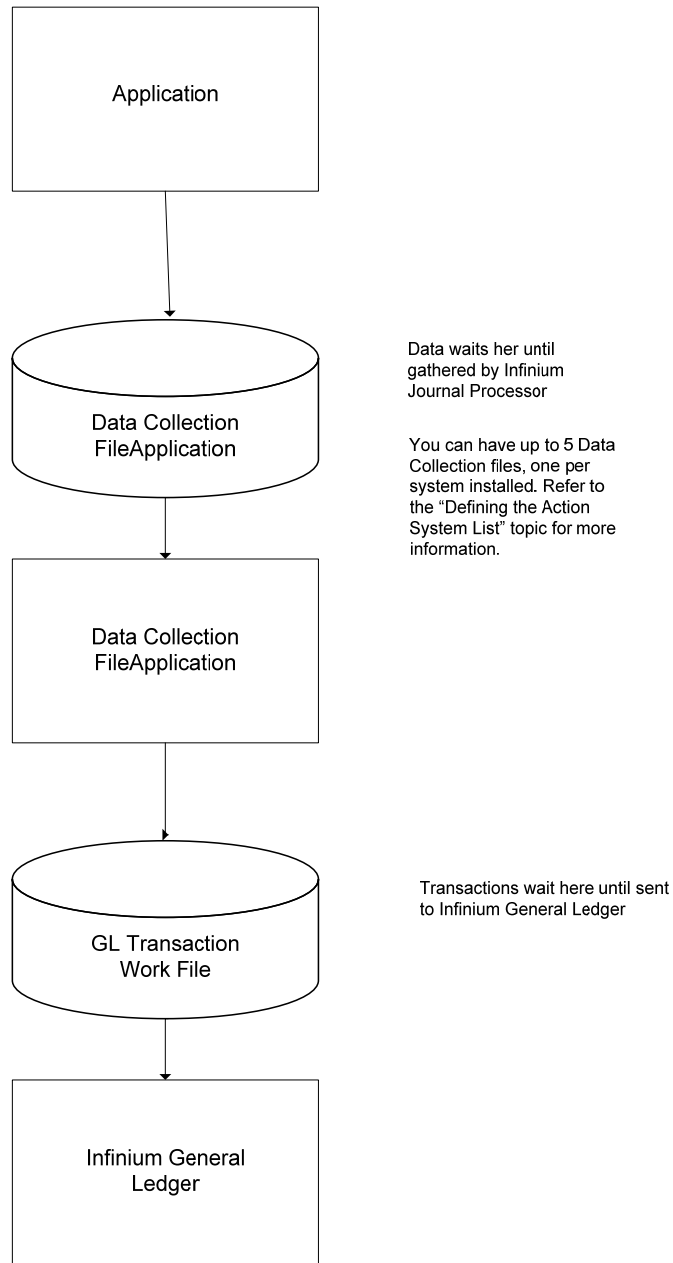 Application
Data waits her until
gathered by Infinium
Journal Processor
Data Collection
FileApplication
You can have up to 5 Data
Collection files, one per
system installed. Refer to
the “Defining the Action
System List” topic for more
information.
Data Collection
FileApplication
Transactions wait here until sent
to Infinium General Ledger
GL Transaction
Work File
Infinium General
Ledger